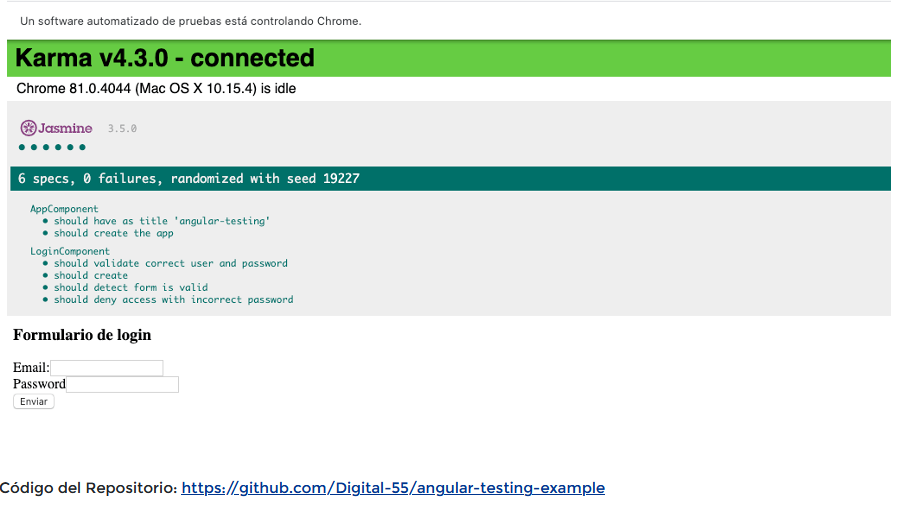 Un software automatizado de pruebas está controlando Chrome.
Karma v4.3.0 - connected
Chrome 81.0.4044 (Mac OS X 10.15.4) is idle
Jasmine 3.5.0
••••••
6 specs, 0 failures, randomized with seed 19227
AppComponent
• should have as title 'angular-testing'
• should create the app
LoginComponent
• should validate correct user and password
• should create
• should detect form is valid
• should deny access with incorrect password
Formulario de login
Email:
Password
Enviar
Código del Repositorio: https://github.com/Digital-55/angular-testing-example